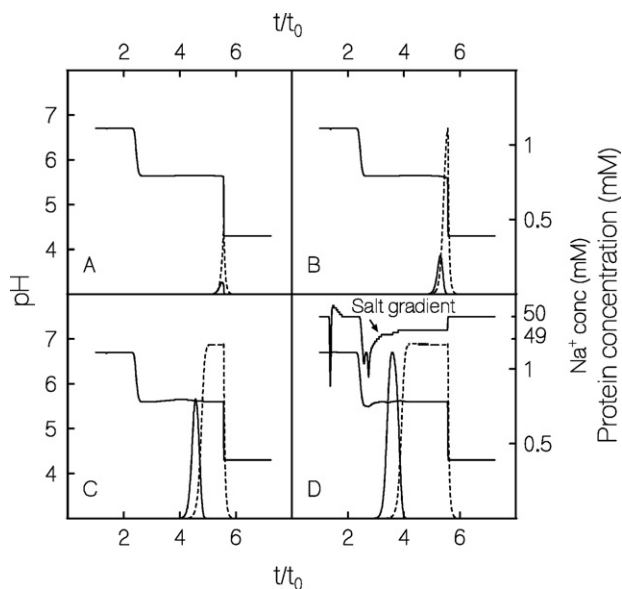 t/t0
2 4 6 2 4 6
7
6
5
4
A
B
1
0.5
pH
Na+ conc (mM)
Protein concentration (mM)
Salt gradient
50
49
7
6
5
4
C
D
1
0.5
2 4 6 2 4 6
t/t0